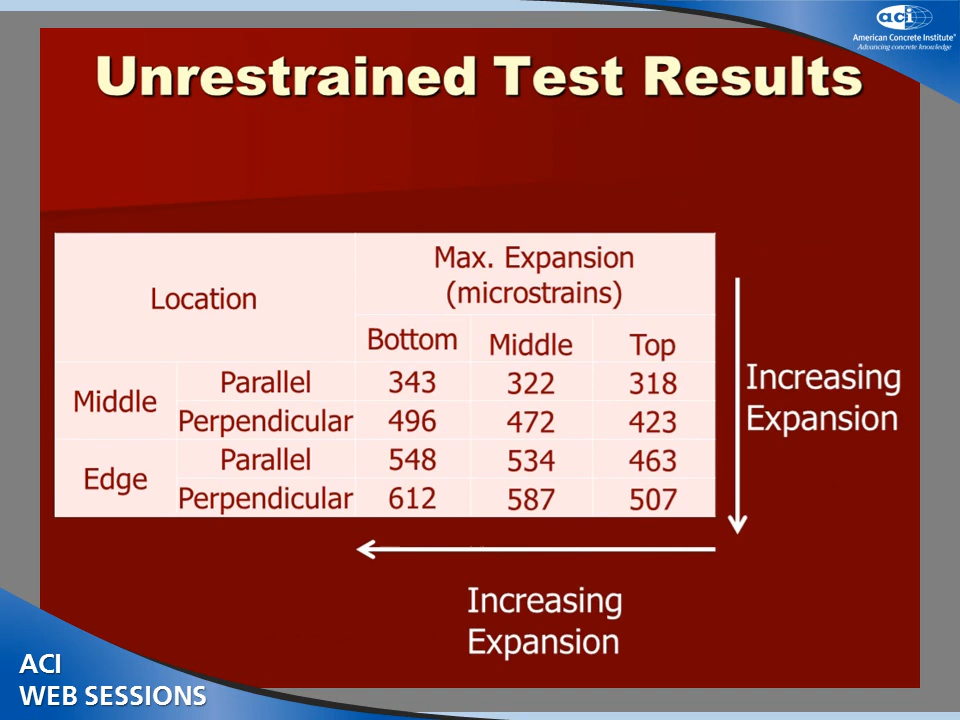 aci
American Concrete Institute®
Advancing concrete knowledge
Unrestrained Test Results
Location
Max. Expansion
(microstrains)
Bottom Middle Top
Middle Parallel 343 322 318
Perpendicular 496 472 423
Edge Parallel 548 534 463
Perpendicular 612 587 507
Increasing
Expansion
Increasing
Expansion
ACI
WEB SESSIONS